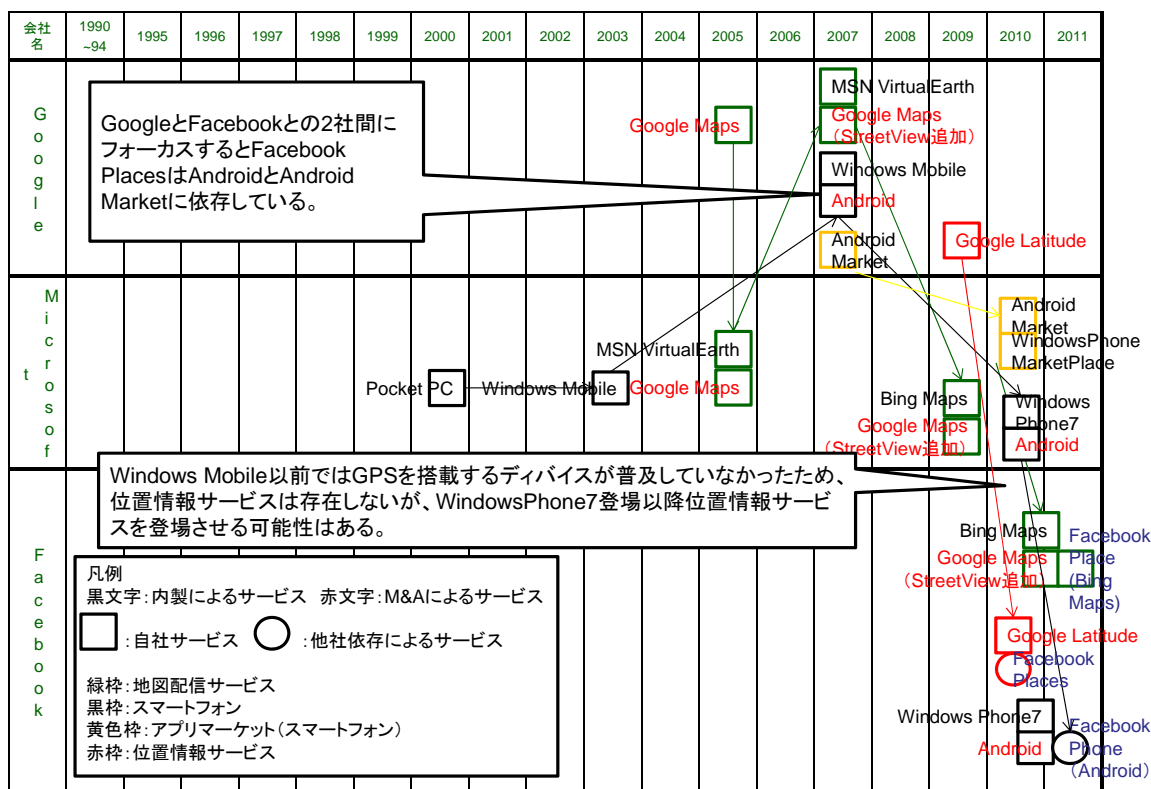 会社
名
1990
~94
1995
1996
1997
1998
1999
2000
2001
2002
2003
2004
2005
2006
2007
2008
2009
2010
2011
Google
GoogleとFacebookとの2社間に
フォーカスするとFacebook
PlacesはAndroidとAndroid
Marketに依存している。
Google Maps
MSN VirtualEarth
Google Maps
(StreetView追加)
Windows Mobile
Android
Android
Market
Google Latitude
Microsoft
Pocket PC
Windows Mobile
MSN VirtualEarth
Google Maps
Bing Maps
Google Maps
(StreetView追加)
Android
Market
WindowsPhone
MarketPlace
Windows
Phone7
Android
Windows Mobile以前ではGPSを搭載するディバイスが普及していなかったため、
位置情報サービスは存在しないが、WindowsPhone7登場以降位置情報サービ
スを登場させる可能性はある。
Facebook
Bing Maps
Google Maps
(StreetView追加)
Facebook
Place
(Bing
Maps)
Google Latitude
Facebook
Places
Windows Phone7
Android
Facebook
Phone
(Android)
凡例
黒文字:内製によるサービス 赤文字:M&Aによるサービス
:自社サービス :他社依存によるサービス
緑枠:地図配信サービス
黒枠:スマートフォン
黄色枠:アプリマーケット(スマートフォン)
赤枠:位置情報サービス